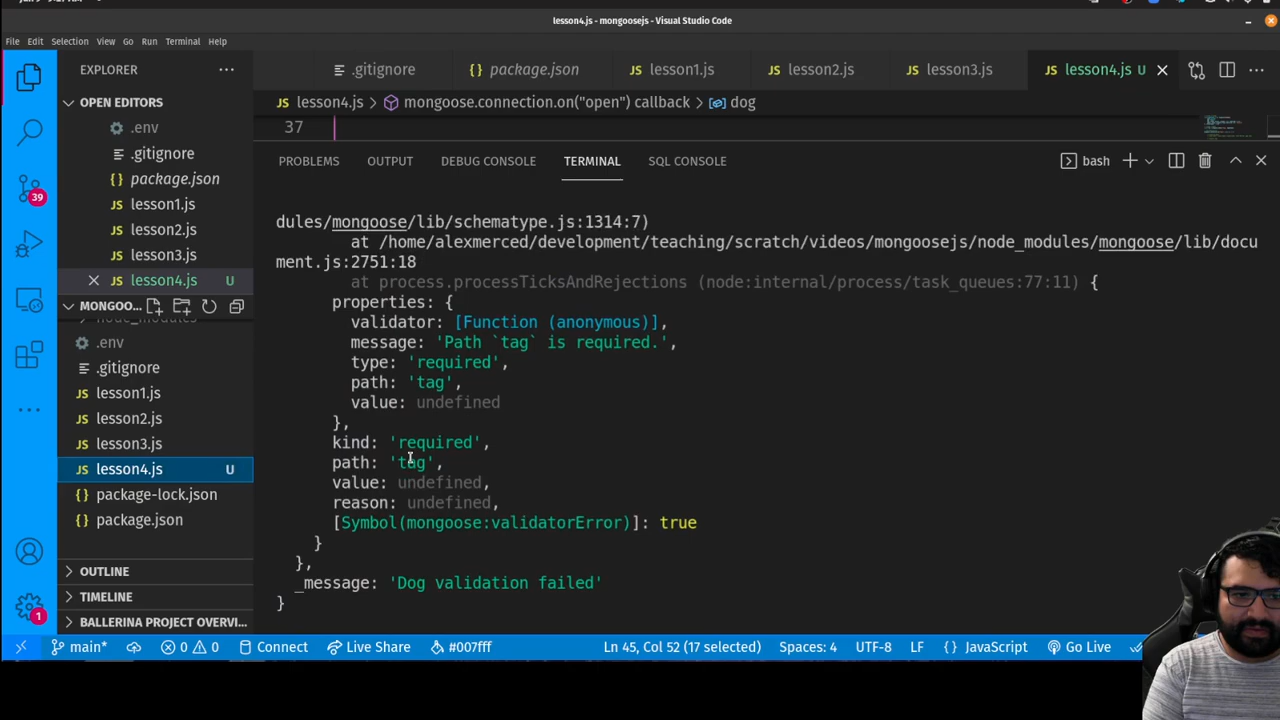 lesson4.js - mongoosejs - Visual Studio Code
File Edit Selection View Go Run Terminal Help
EXPLORER
.gitignore package.json lesson1.js lesson2.js lesson3.js lesson4.js U
OPEN EDITORS
lesson4.js > mongoose.connection.on("open") callback > dog
.env
37
.gitignore
package.json
lesson1.js
lesson2.js
lesson3.js
lesson4.js U
MONGOO...
.env
.gitignore
lesson1.js
lesson2.js
lesson3.js
lesson4.js U
package-lock.json
package.json
OUTLINE
TIMELINE
BALLERINA PROJECT OVERVI...
PROBLEMS OUTPUT DEBUG CONSOLE TERMINAL SQL CONSOLE bash
dules/mongoose/lib/schematype.js:1314:7)
at /home/alexmerced/development/teaching/scratch/videos/mongoosejs/node_modules/mongoose/lib/docu
ment.js:2751:18
at process.processTicksAndRejections (node:internal/process/task_queues:77:11) {
properties: {
validator: [Function (anonymous)],
message: 'Path `tag` is required.',
type: 'required',
path: 'tag',
value: undefined
},
kind: 'required',
path: 'tag',
value: undefined,
reason: undefined,
[Symbol(mongoose:validatorError)]: true
}
},
_message: 'Dog validation failed'
}
39
1
main* 0 0 Connect Live Share #007fff Ln 45, Col 52 (17 selected) Spaces: 4 UTF-8 LF { } JavaScript Go Live